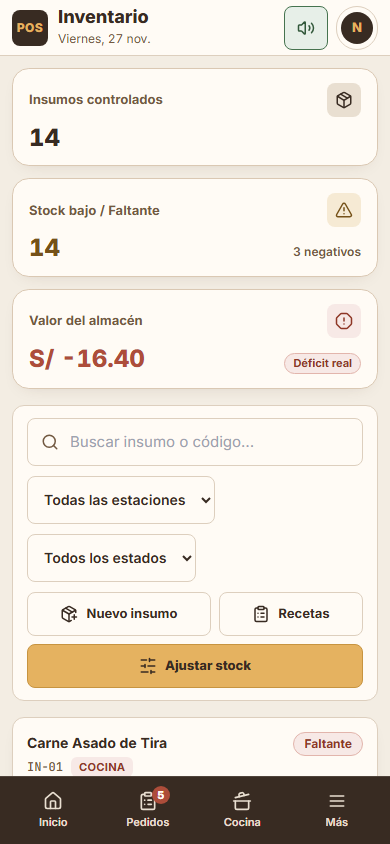 POS
Inventario
Viernes, 27 nov.
N
Insumos controlados
14
Stock bajo / Faltante
14
3 negativos
Valor del almacén
S/ -16.40
Déficit real
Buscar insumo o código...
Todas las estaciones
Todos los estados
Nuevo insumo
Recetas
Ajustar stock
Carne Asado de Tira
Faltante
IN-01
COCINA
Inicio
5
Pedidos
Cocina
Más